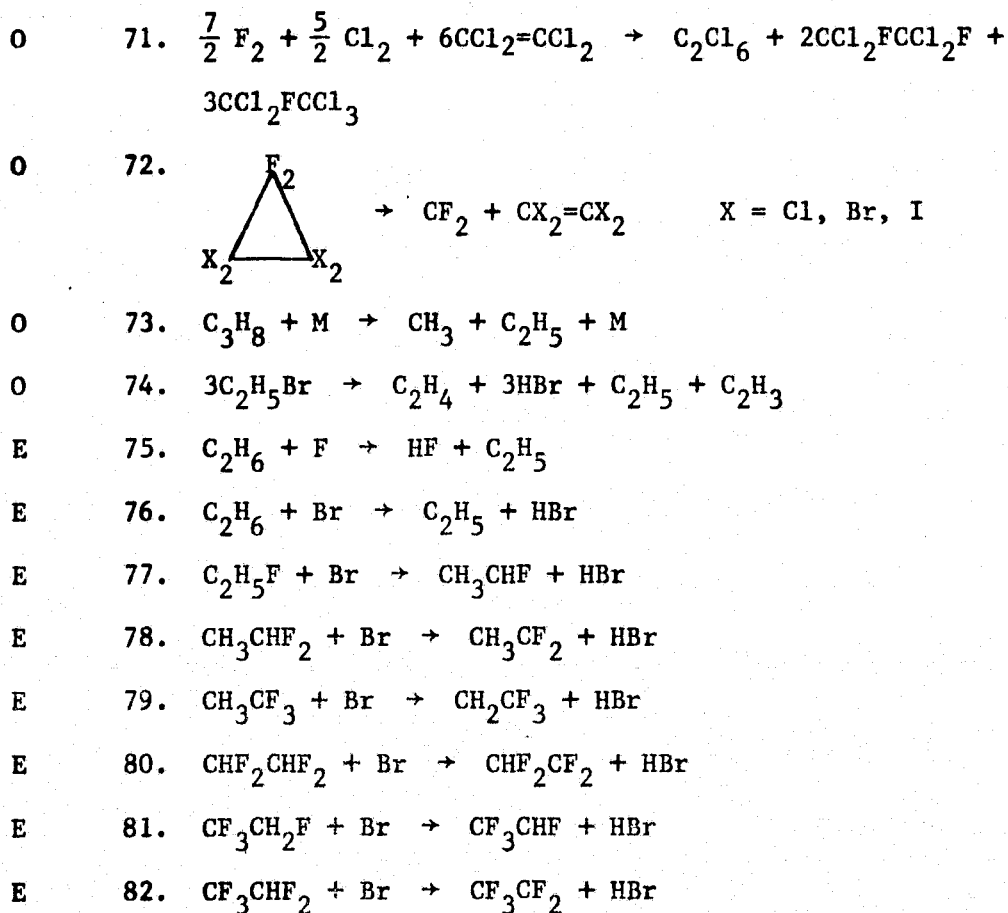 O 71. 7/2 F₂ + 5/2 Cl₂ + 6CCl₂=CCl₂ → C₂Cl₆ + 2CCl₂FCCl₂F +
3CCl₂FCCl₃
O 72. F₂
→ CF₂ + CX₂=CX₂ X = Cl, Br, I
X₂ X₂
O 73. C₃H₈ + M → CH₃ + C₂H₅ + M
O 74. 3C₂H₅Br → C₂H₄ + 3HBr + C₂H₅ + C₂H₃
E 75. C₂H₆ + F → HF + C₂H₅
E 76. C₂H₆ + Br → C₂H₅ + HBr
E 77. C₂H₅F + Br → CH₃CHF + HBr
E 78. CH₃CHF₂ + Br → CH₃CF₂ + HBr
E 79. CH₃CF₃ + Br → CH₂CF₃ + HBr
E 80. CHF₂CHF₂ + Br → CHF₂CF₂ + HBr
E 81. CF₃CH₂F + Br → CF₃CHF + HBr
E 82. CF₃CHF₂ + Br → CF₃CF₂ + HBr